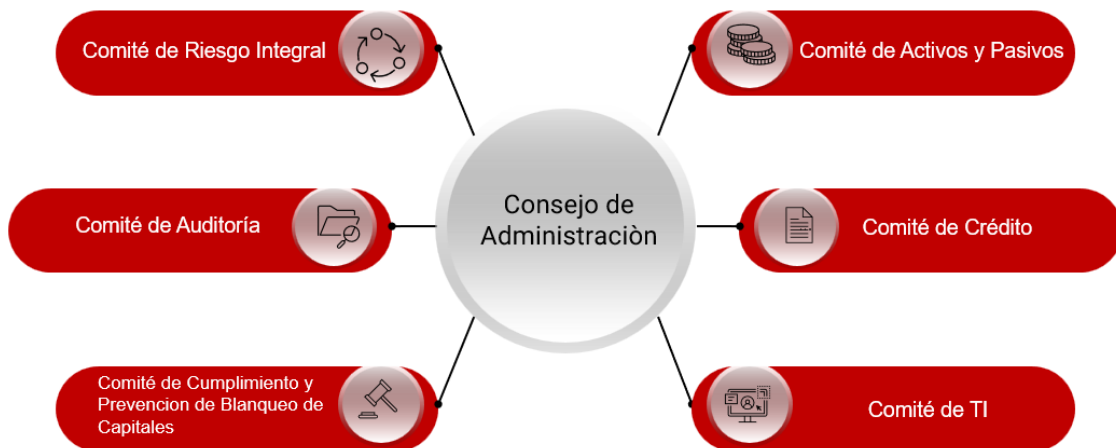 Comité de Riesgo Integral
Comité de Activos y Pasivos
Consejo de
Administraciòn
Comité de Auditoría
Comité de Crédito
Comité de Cumplimiento y
Prevencion de Blanqueo de
Capitales
Comité de TI